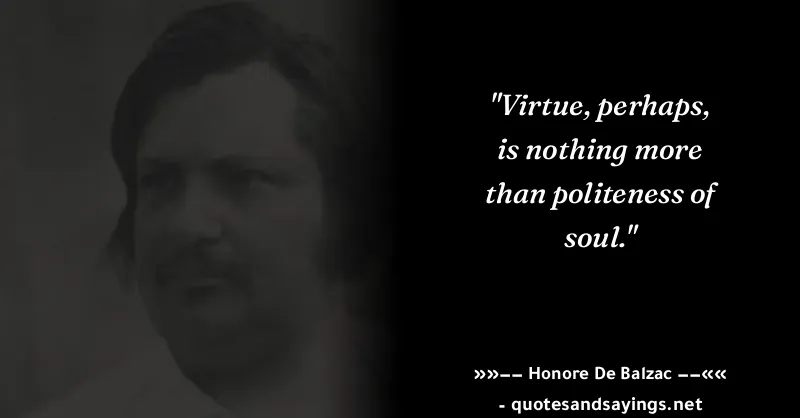 "Virtue, perhaps,
is nothing more
than politeness of
soul."
»»−− Honore De Balzac −−««
- quotesandsayings.net